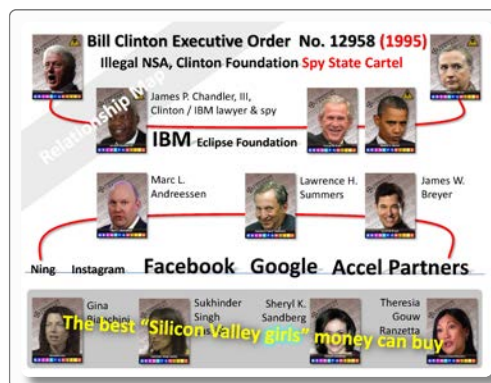 Bill Clinton Executive Order No. 12958 (1995)
Illegal NSA, Clinton Foundation Spy State Cartel
Relationship Map
James P. Chandler, III,
Clinton / IBM lawyer & spy
IBM Eclipse Foundation
Marc L.
Andreessen
Lawrence H.
Summers
James W.
Breyer
Ning Instagram Facebook Google Accel Partners
Gina
Bianchini
Sukhinder
Singh
Sheryl K.
Sandberg
Theresia
Gouw
Ranzetta
The best "Silicon Valley girls" money can buy